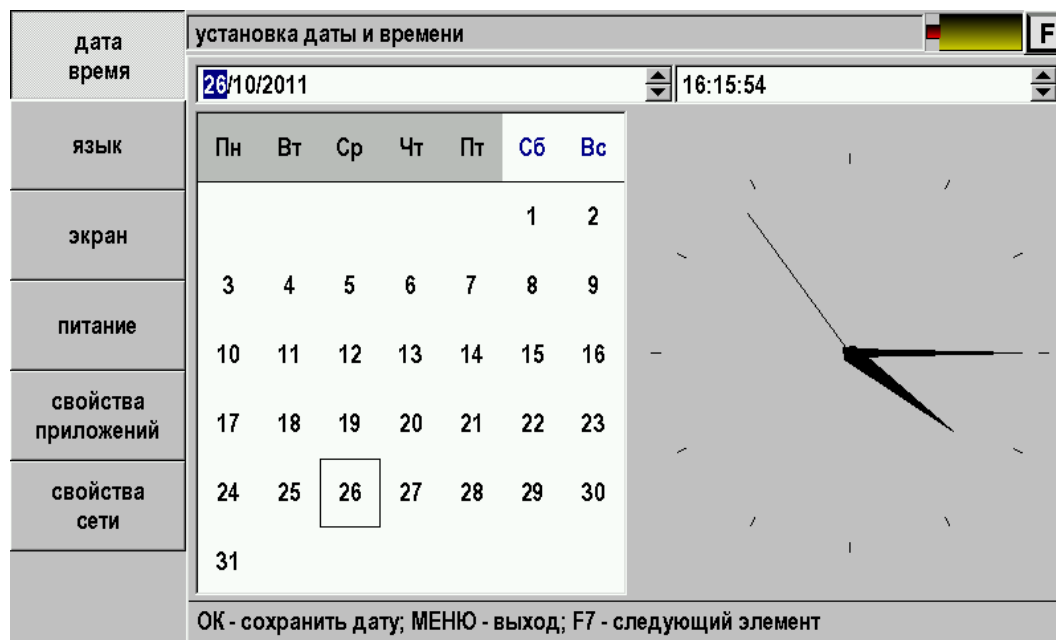 дата
время
язык
экран
питание
свойства
приложений
свойства
сети
установка даты и времени
F
26/10/2011
16:15:54
Пн Вт Ср Чт Пт Сб Вс
1 2
3 4 5 6 7 8 9
10 11 12 13 14 15 16
17 18 19 20 21 22 23
24 25 26 27 28 29 30
31
ОК - сохранить дату; МЕНЮ - выход; F7 - следующий элемент